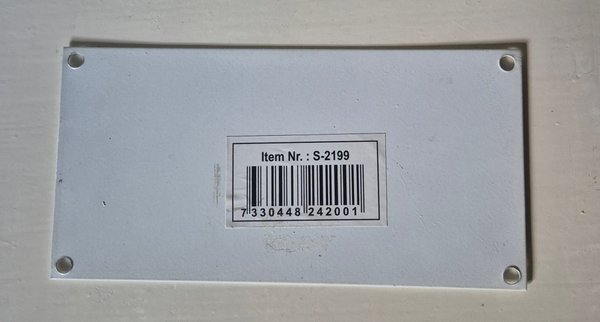 Item Nr. : S-2199
7 330448 242001